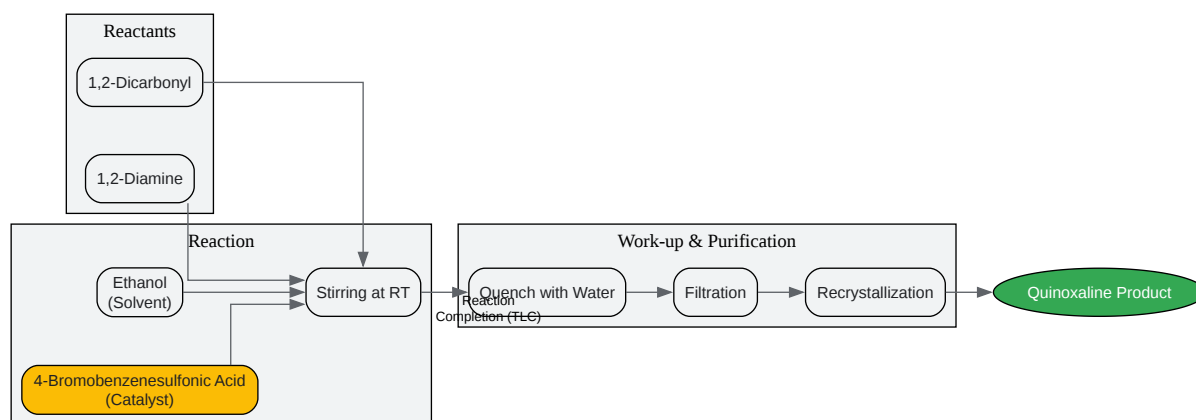 Reactants
1,2-Dicarbonyl
1,2-Diamine
Reaction
Ethanol
(Solvent)
Stirring at RT
4-Bromobenzenesulfonic Acid
(Catalyst)
Reaction
Completion (TLC)
Work-up & Purification
Quench with Water
Filtration
Recrystallization
Quinoxaline Product